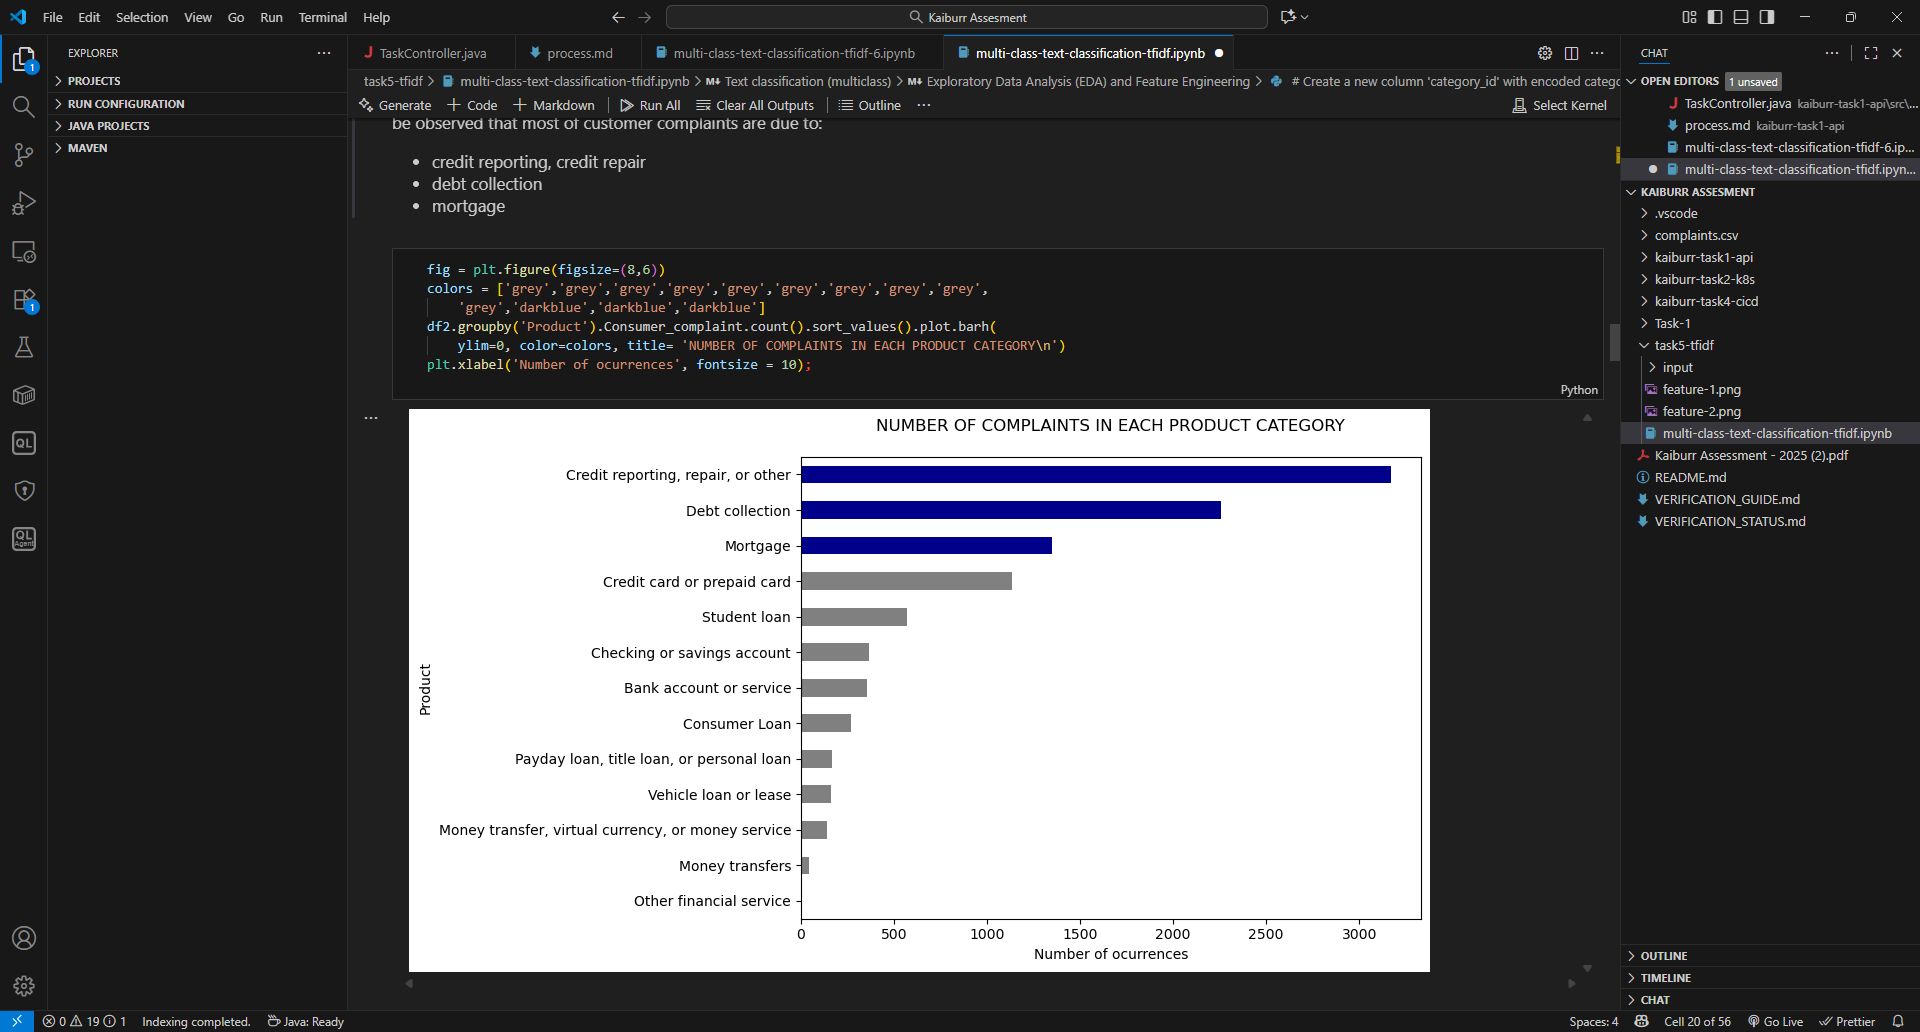 File Edit Selection View Go Run Terminal Help
Kaiburr Assesment
EXPLORER
PROJECTS
RUN CONFIGURATION
JAVA PROJECTS
MAVEN
1
1
QL
QL
Agent
TaskController.java
process.md
multi-class-text-classification-tfidf-6.ipynb
multi-class-text-classification-tfidf.ipynb
task5-tfidf > multi-class-text-classification-tfidf.ipynb > M↓ Text classification (multiclass) > M↓ Exploratory Data Analysis (EDA) and Feature Engineering > # Create a new column 'category_id' with encoded catego
Generate + Code + Markdown Run All Clear All Outputs Outline ... Select Kernel
be observed that most of customer complaints are due to:
• credit reporting, credit repair
• debt collection
• mortgage
fig = plt.figure(figsize=(8,6))
colors = ['grey','grey','grey','grey','grey','grey','grey','grey','grey',
'grey','darkblue','darkblue','darkblue']
df2.groupby('Product').Consumer_complaint.count().sort_values().plot.barh(
ylim=0, color=colors, title= 'NUMBER OF COMPLAINTS IN EACH PRODUCT CATEGORY\n')
plt.xlabel('Number of ocurrences', fontsize = 10);
Python
NUMBER OF COMPLAINTS IN EACH PRODUCT CATEGORY
Credit reporting, repair, or other
Debt collection
Mortgage
Credit card or prepaid card
Student loan
Checking or savings account
Bank account or service
Consumer Loan
Payday loan, title loan, or personal loan
Vehicle loan or lease
Money transfer, virtual currency, or money service
Money transfers
Other financial service
Product
0 500 1000 1500 2000 2500 3000
Number of ocurrences
CHAT
OPEN EDITORS 1 unsaved
TaskController.java kaiburr-task1-api\src\...
process.md kaiburr-task1-api
multi-class-text-classification-tfidf-6.ip...
multi-class-text-classification-tfidf.ipyn...
KAIBURR ASSESMENT
.vscode
complaints.csv
kaiburr-task1-api
kaiburr-task2-k8s
kaiburr-task4-cicd
Task-1
task5-tfidf
input
feature-1.png
feature-2.png
multi-class-text-classification-tfidf.ipynb
Kaiburr Assessment - 2025 (2).pdf
README.md
VERIFICATION_GUIDE.md
VERIFICATION_STATUS.md
OUTLINE
TIMELINE
CHAT
0 19 1 Indexing completed. Java: Ready
Spaces: 4 Cell 20 of 56 Go Live Prettier